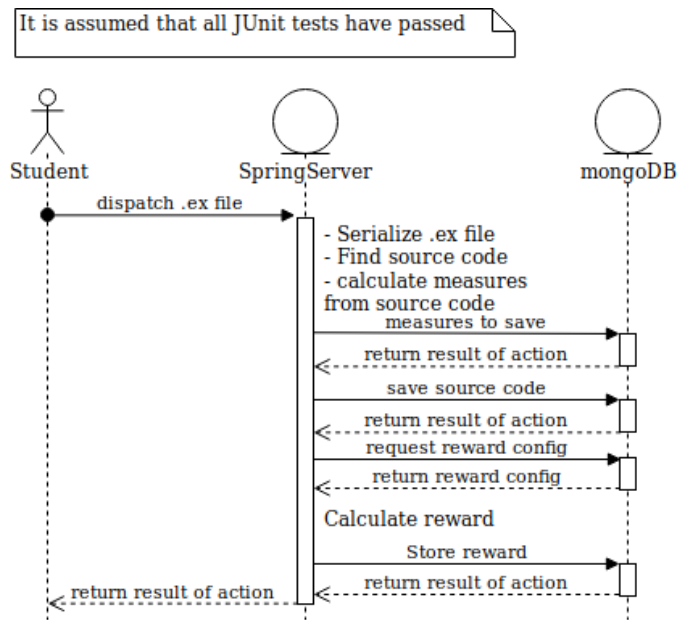 It is assumed that all JUnit tests have passed
Student
SpringServer
mongoDB
dispatch .ex file
- Serialize .ex file
- Find source code
- calculate measures
from source code
measures to save
return result of action
save source code
return result of action
request reward config
return reward config
Calculate reward
Store reward
return result of action
return result of action